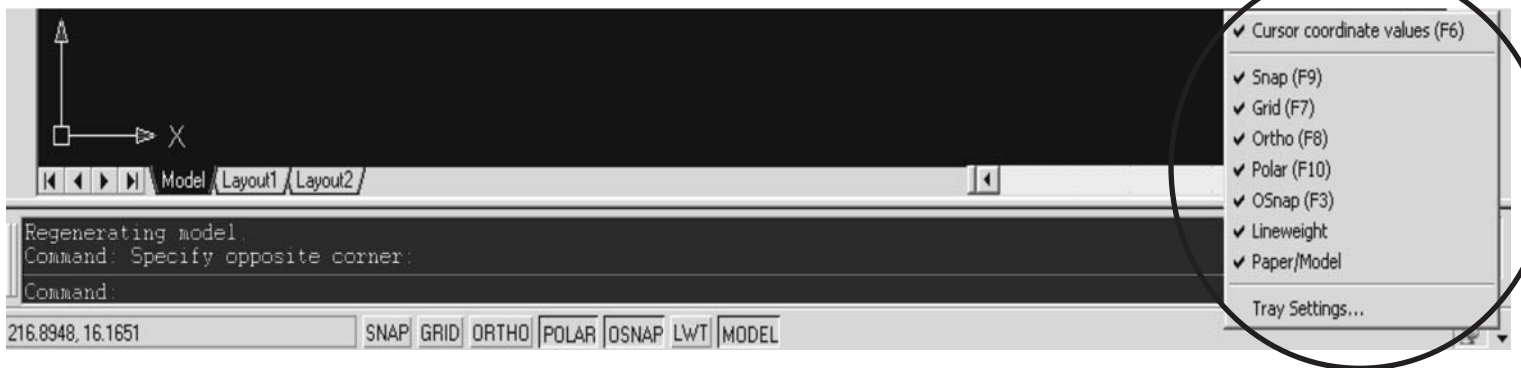 X
Model Layout1 Layout2
Regenerating model.
Command: Specify opposite corner:
Command:
216.8948, 16.1651 SNAP GRID ORTHO POLAR OSNAP LWT MODEL
✔ Cursor coordinate values (F6)
✔ Snap (F9)
✔ Grid (F7)
✔ Ortho (F8)
✔ Polar (F10)
✔ OSnap (F3)
✔ Lineweight
✔ Paper/Model
Tray Settings...